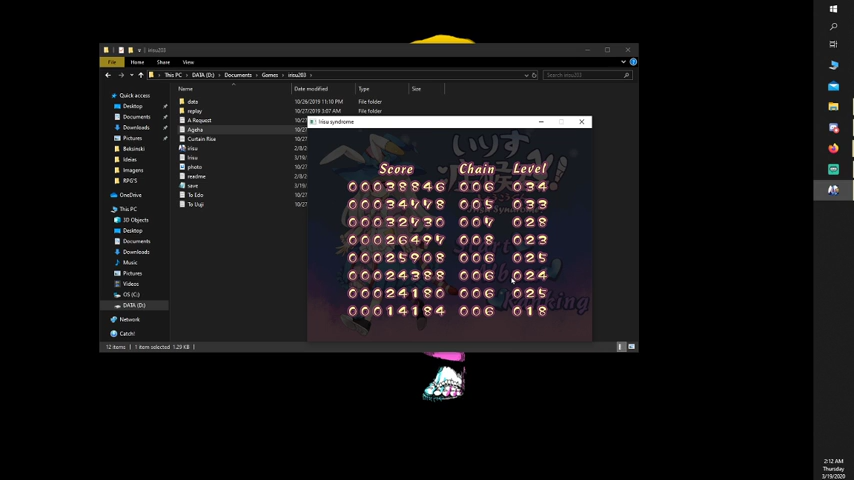 irisu203
File
Home
Share
View
This PC
DATA (D:)
Documents
Games
irisu203
Search irisu203
Name
Date modified
Type
Size
Quick access
Desktop
Documents
Downloads
Pictures
Beksinski
Ideias
Imagens
RPG'S
OneDrive
This PC
3D Objects
Desktop
Documents
Downloads
Music
Pictures
Videos
OS (C:)
DATA (D:)
Network
Catch!
data
10/26/2019 11:10 PM
File folder
replay
10/27/2019 3:07 AM
File folder
A Request
Ageha
Curtain Rise
irisu
Irisu
photo
readme
save
To Edo
To Uuji
12 items
1 item selected 1.29 KB
Irisu syndrome
Score Chain Level
00038846 006 034
00034478 005 033
00032730 007 028
00026497 008 023
00025908 006 025
00024388 006 024
00024180 006 025
00014184 006 018
Start
Ranking
2:12 AM
Thursday
3/19/2020